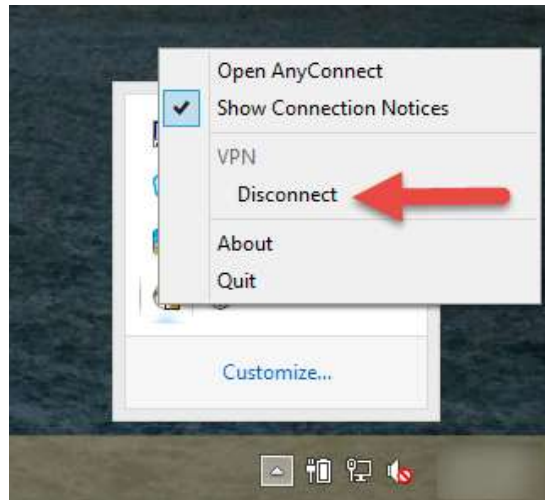 Open AnyConnect
Show Connection Notices
VPN
Disconnect
About
Quit
Customize...